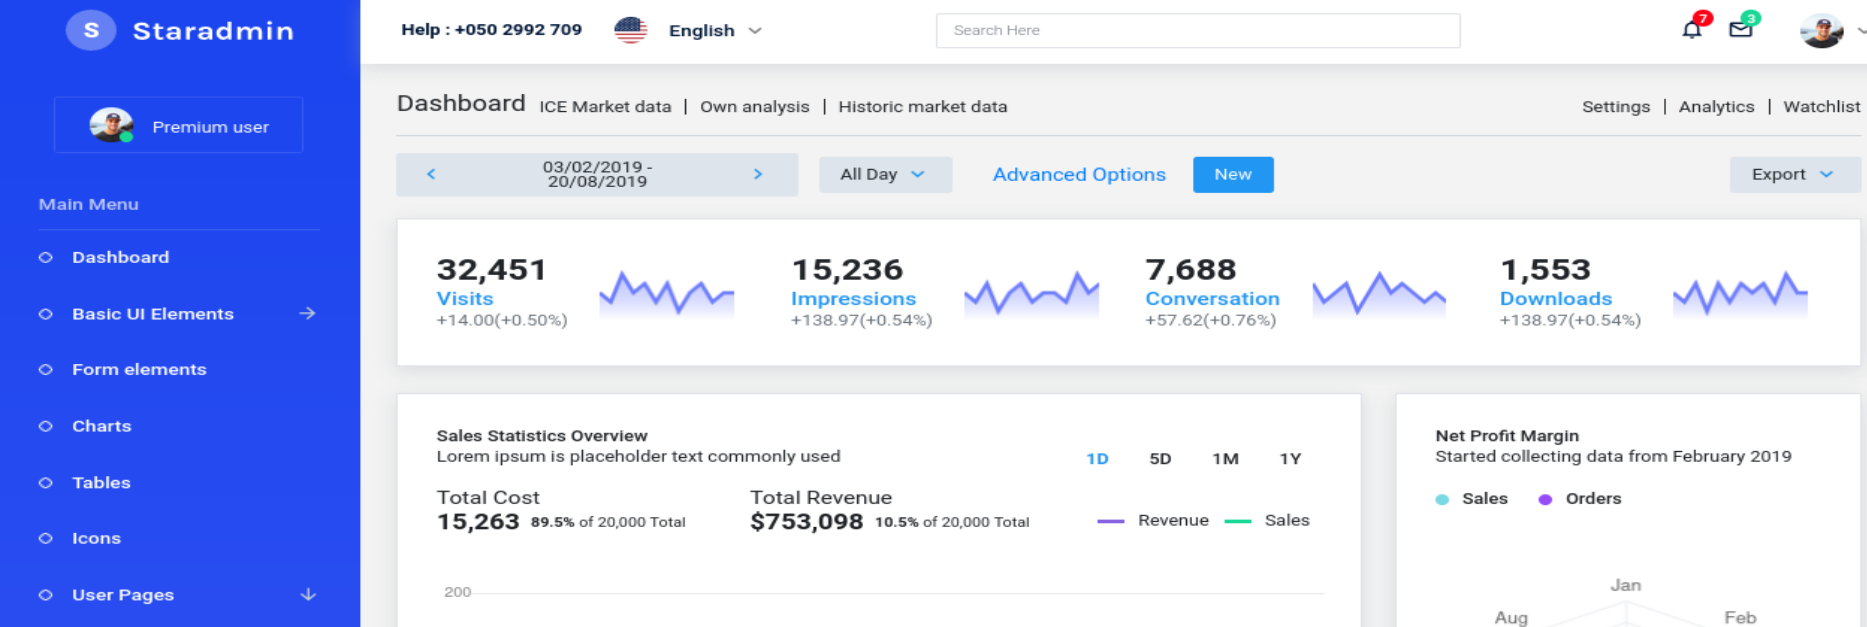 S Staradmin
Help : +050 2992 709 English Search Here 7 3
Premium user
Main Menu
Dashboard
Basic UI Elements
Form elements
Charts
Tables
Icons
User Pages
Dashboard ICE Market data | Own analysis | Historic market data Settings | Analytics | Watchlist
03/02/2019 -
20/08/2019
All Day Advanced Options New Export
32,451
Visits
+14.00(+0.50%)
15,236
Impressions
+138.97(+0.54%)
7,688
Conversation
+57.62(+0.76%)
1,553
Downloads
+138.97(+0.54%)
Sales Statistics Overview
Lorem ipsum is placeholder text commonly used
1D 5D 1M 1Y
Total Cost
15,263 89.5% of 20,000 Total
Total Revenue
$753,098 10.5% of 20,000 Total
Revenue Sales
200
Net Profit Margin
Started collecting data from February 2019
Sales Orders
Jan
Aug Feb